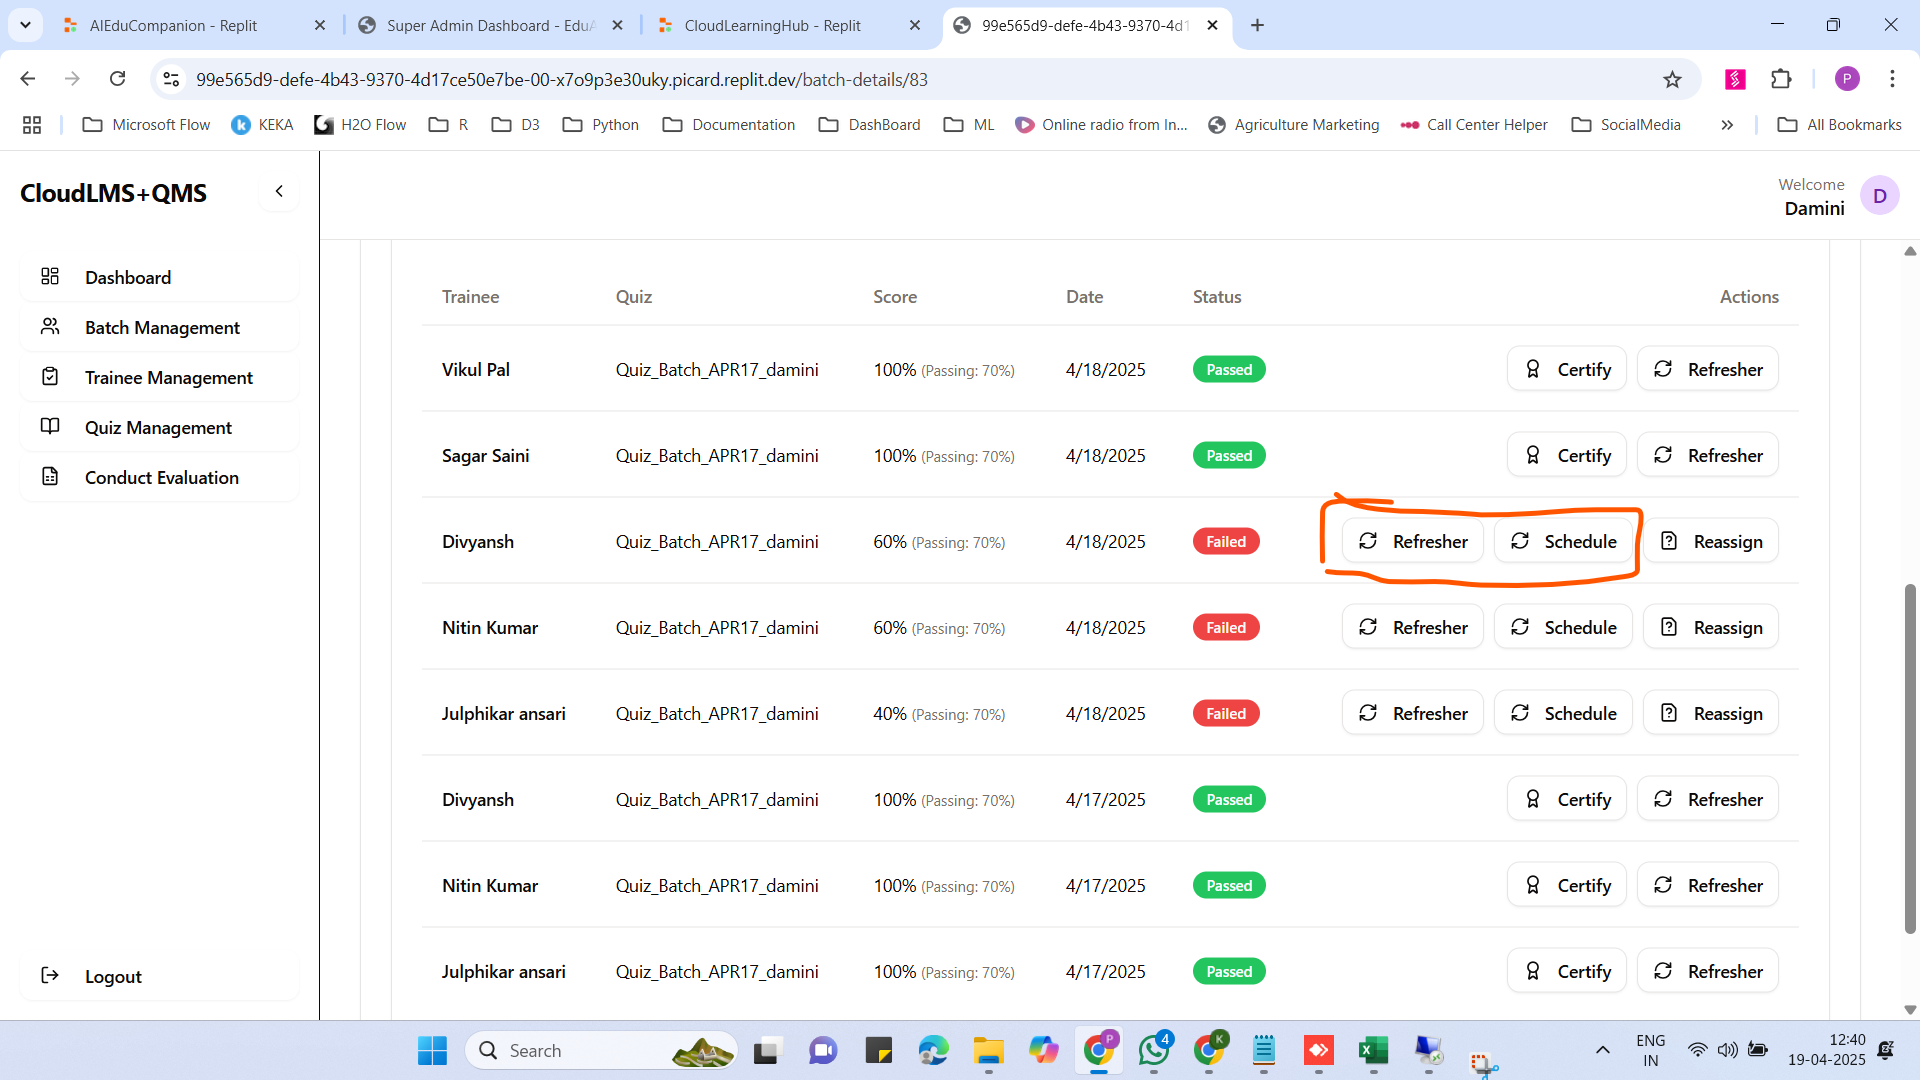 AIEduCompanion - Replit
Super Admin Dashboard - EduA
CloudLearningHub - Replit
99e565d9-defe-4b43-9370-4d1
99e565d9-defe-4b43-9370-4d17ce50e7be-00-x7o9p3e30uky.picard.replit.dev/batch-details/83
P
Microsoft Flow
KEKA
H2O Flow
R
D3
Python
Documentation
DashBoard
ML
Online radio from In...
Agriculture Marketing
Call Center Helper
SocialMedia
All Bookmarks
CloudLMS+QMS
Welcome
Damini
D
Dashboard
Batch Management
Trainee Management
Quiz Management
Conduct Evaluation
Logout
Trainee Quiz Score Date Status Actions
Vikul Pal Quiz_Batch_APR17_damini 100% (Passing: 70%) 4/18/2025 Passed Certify Refresher
Sagar Saini Quiz_Batch_APR17_damini 100% (Passing: 70%) 4/18/2025 Passed Certify Refresher
Divyansh Quiz_Batch_APR17_damini 60% (Passing: 70%) 4/18/2025 Failed Refresher Schedule Reassign
Nitin Kumar Quiz_Batch_APR17_damini 60% (Passing: 70%) 4/18/2025 Failed Refresher Schedule Reassign
Julphikar ansari Quiz_Batch_APR17_damini 40% (Passing: 70%) 4/18/2025 Failed Refresher Schedule Reassign
Divyansh Quiz_Batch_APR17_damini 100% (Passing: 70%) 4/17/2025 Passed Certify Refresher
Nitin Kumar Quiz_Batch_APR17_damini 100% (Passing: 70%) 4/17/2025 Passed Certify Refresher
Julphikar ansari Quiz_Batch_APR17_damini 100% (Passing: 70%) 4/17/2025 Passed Certify Refresher
Search
P
4
K
ENG
IN
12:40
19-04-2025